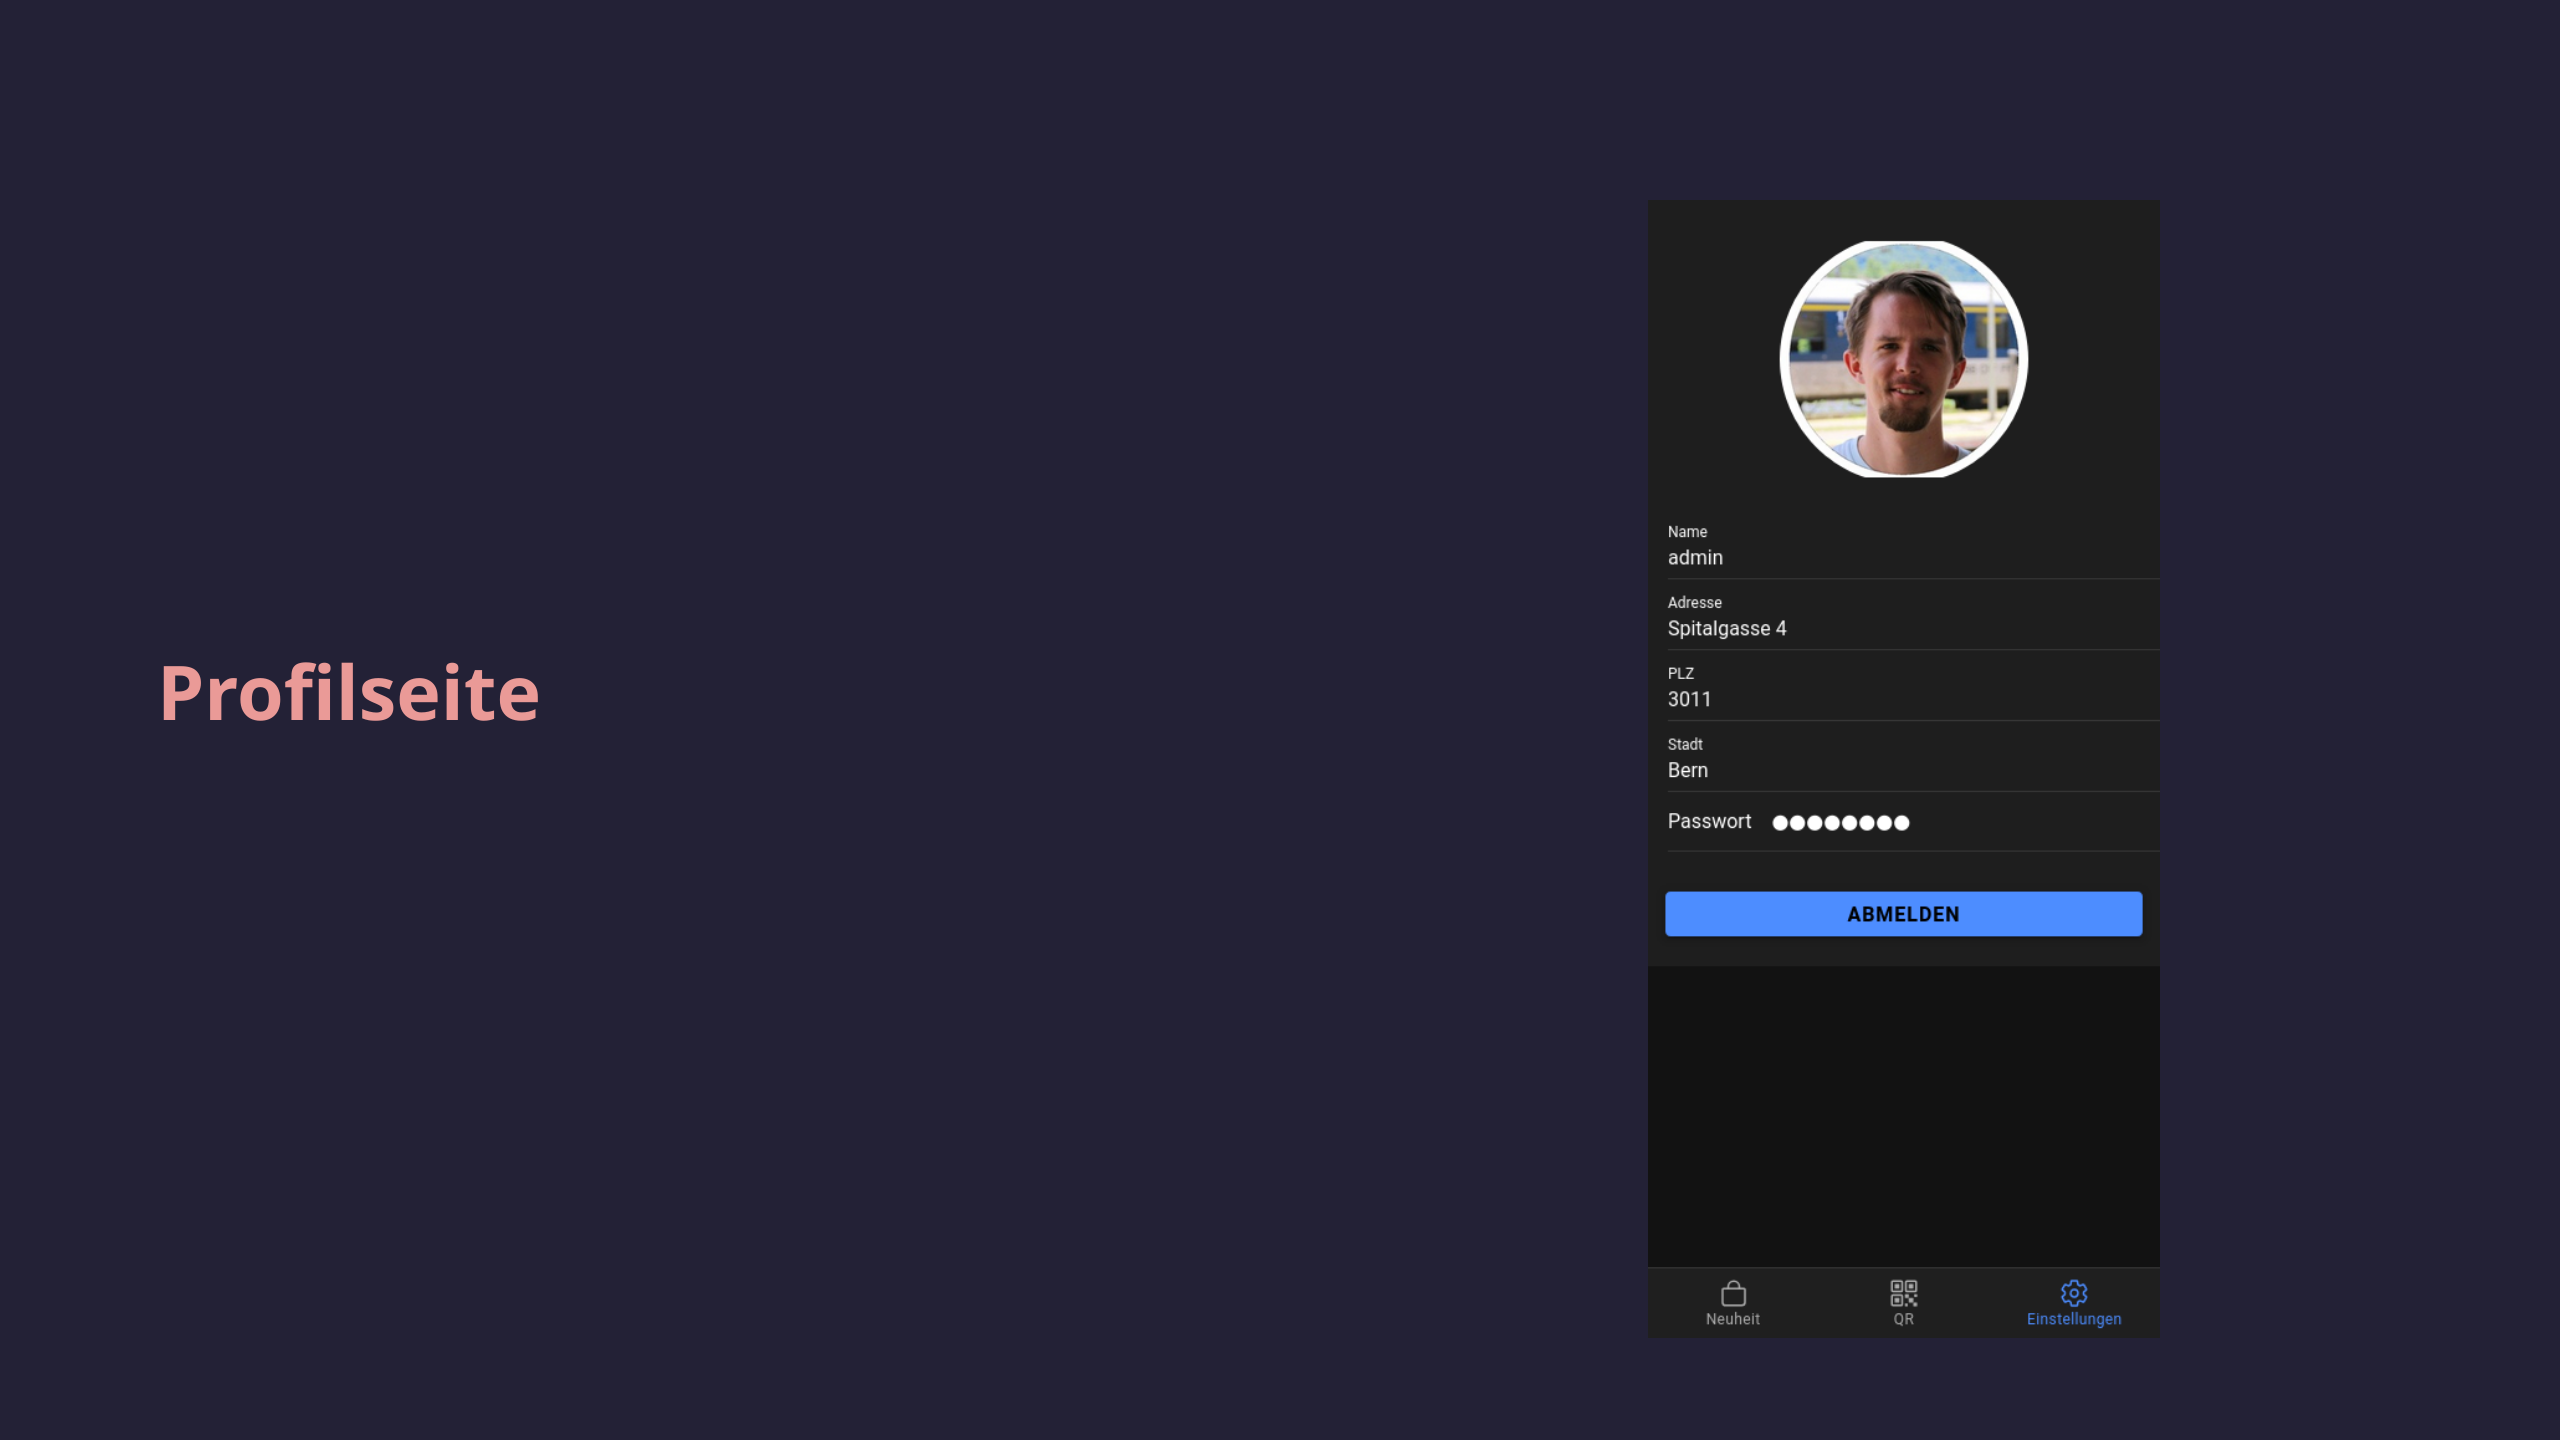 Profilseite
Name
admin
Adresse
Spitalgasse 4
PLZ
3011
Stadt
Bern
Passwort ●●●●●●●●
ABMELDEN
Neuheit
QR
Einstellungen